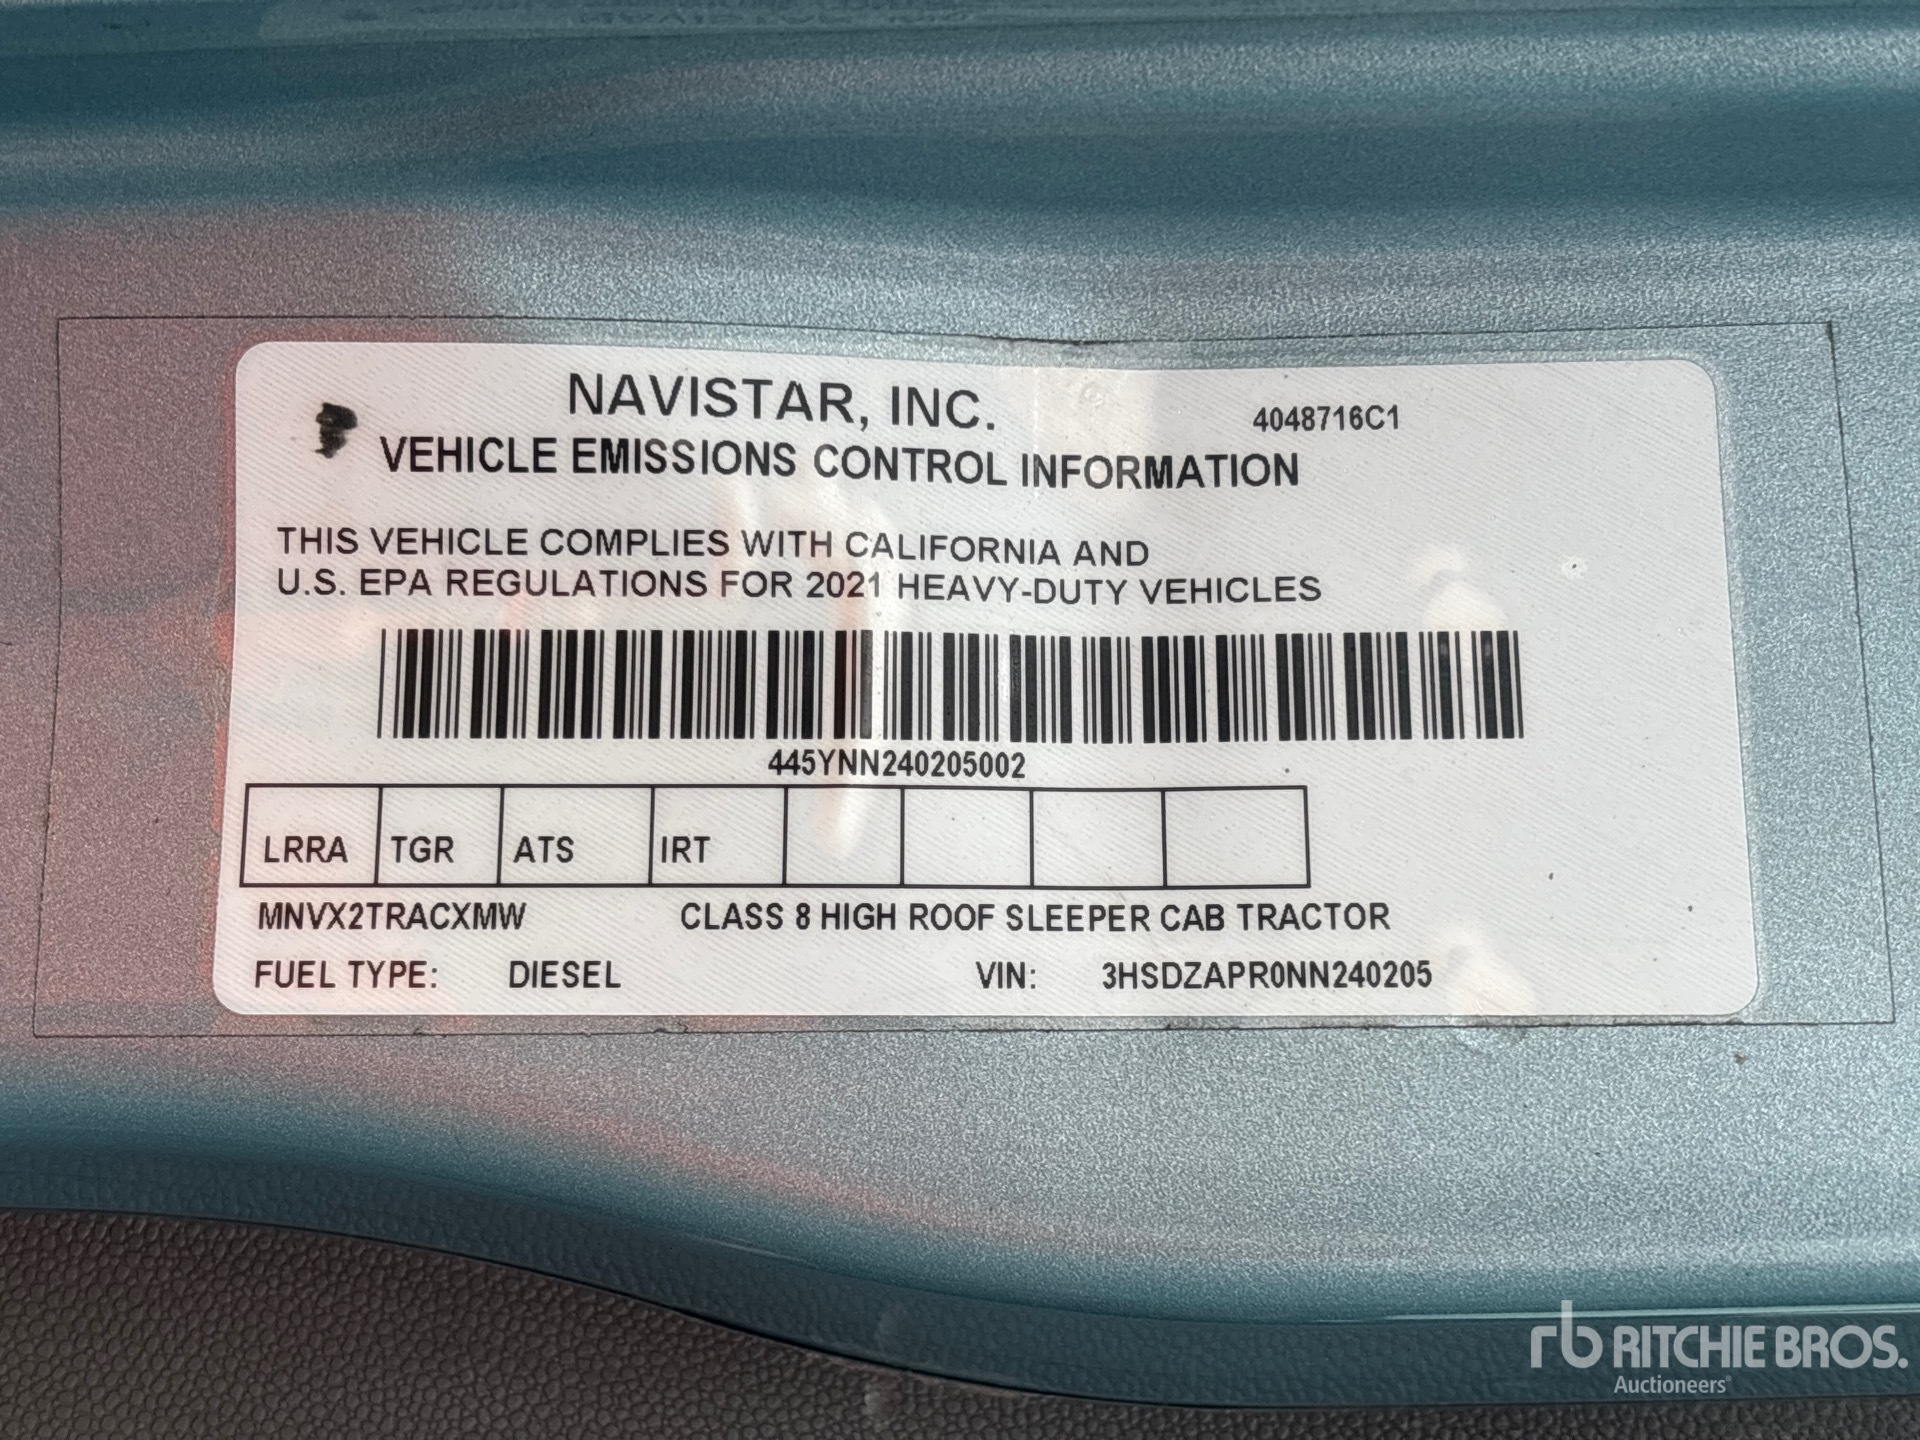 NAVISTAR, INC.
4048716C1
VEHICLE EMISSIONS CONTROL INFORMATION
THIS VEHICLE COMPLIES WITH CALIFORNIA AND
U.S. EPA REGULATIONS FOR 2021 HEAVY-DUTY VEHICLES
445YNN240205002
LRRA TGR ATS IRT
MNVX2TRACXMW CLASS 8 HIGH ROOF SLEEPER CAB TRACTOR
FUEL TYPE: DIESEL VIN: 3HSDZAPR0NN240205
rb RITCHIE BROS.
Auctioneers